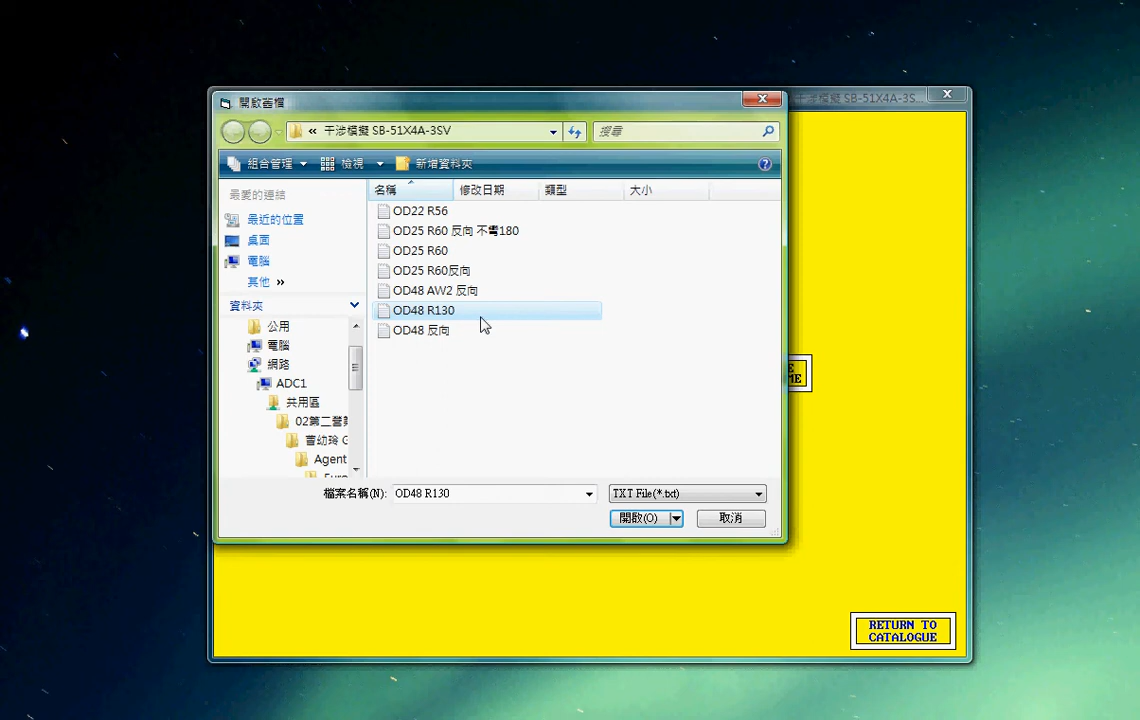 開啟舊檔
干涉模擬 SB-51X4A-3S...
« 干涉模擬 SB-51X4A-3SV
搜尋
組合管理
檢視
新增資料夾
最愛的連結
最近的位置
桌面
電腦
其他 »
資料夾
公用
電腦
網路
ADC1
共用區
02第二營
曹幼玲 G
Agent
名稱
修改日期
類型
大小
OD22 R56
OD25 R60 反向 不需180
OD25 R60
OD25 R60反向
OD48 AW2 反向
OD48 R130
OD48 反向
檔案名稱(N):
OD48 R130
TXT File(*.txt)
開啟(O)
取消
RETURN TO
CATALOGUE